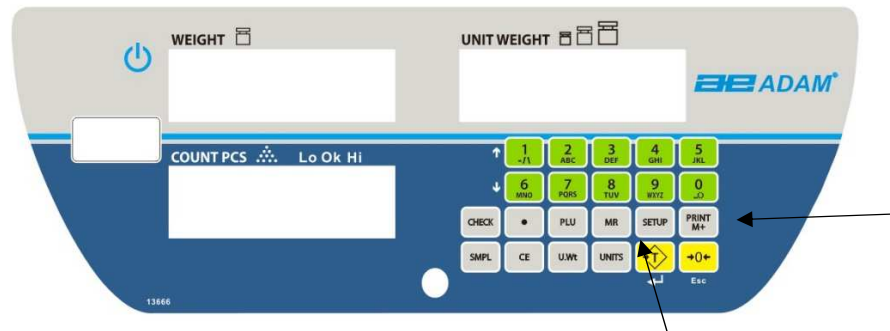 WEIGHT
UNIT WEIGHT
ae ADAM®
COUNT PCS Lo Ok Hi
↑ 1 2 3 4 5
-/\ ABC DEF GHI JKL
↓ 6 7 8 9 0
MNO PQRS TUV WXYZ
CHECK • PLU MR SETUP PRINT M+
SMPL CE U.Wt UNITS T →0←
Esc
13666